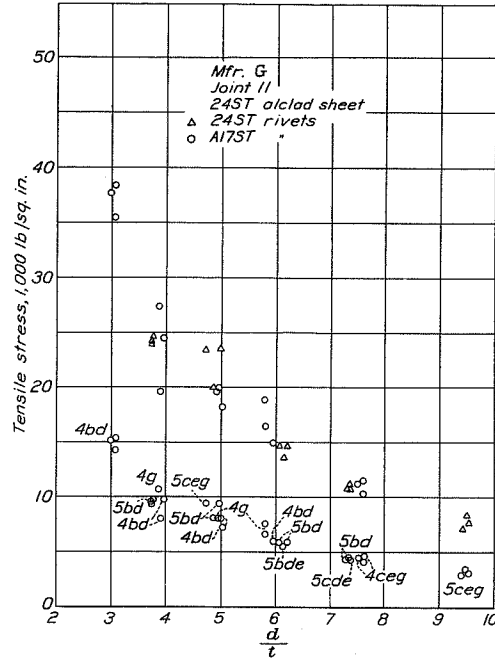 50
40
30
20
10
0
Tensile stress, 1,000 lb/sq. in.
Mfr. G
Joint 11
24ST alclad sheet
△ 24ST rivets
○ A17ST "
4bd
4g
5ceg
5bd
4bd
5bd
4g
4bd
4bd
5bd
5bde
5bd
5cde
4ceg
5ceg
2 3 4 5 6 7 8 9 10
d
t